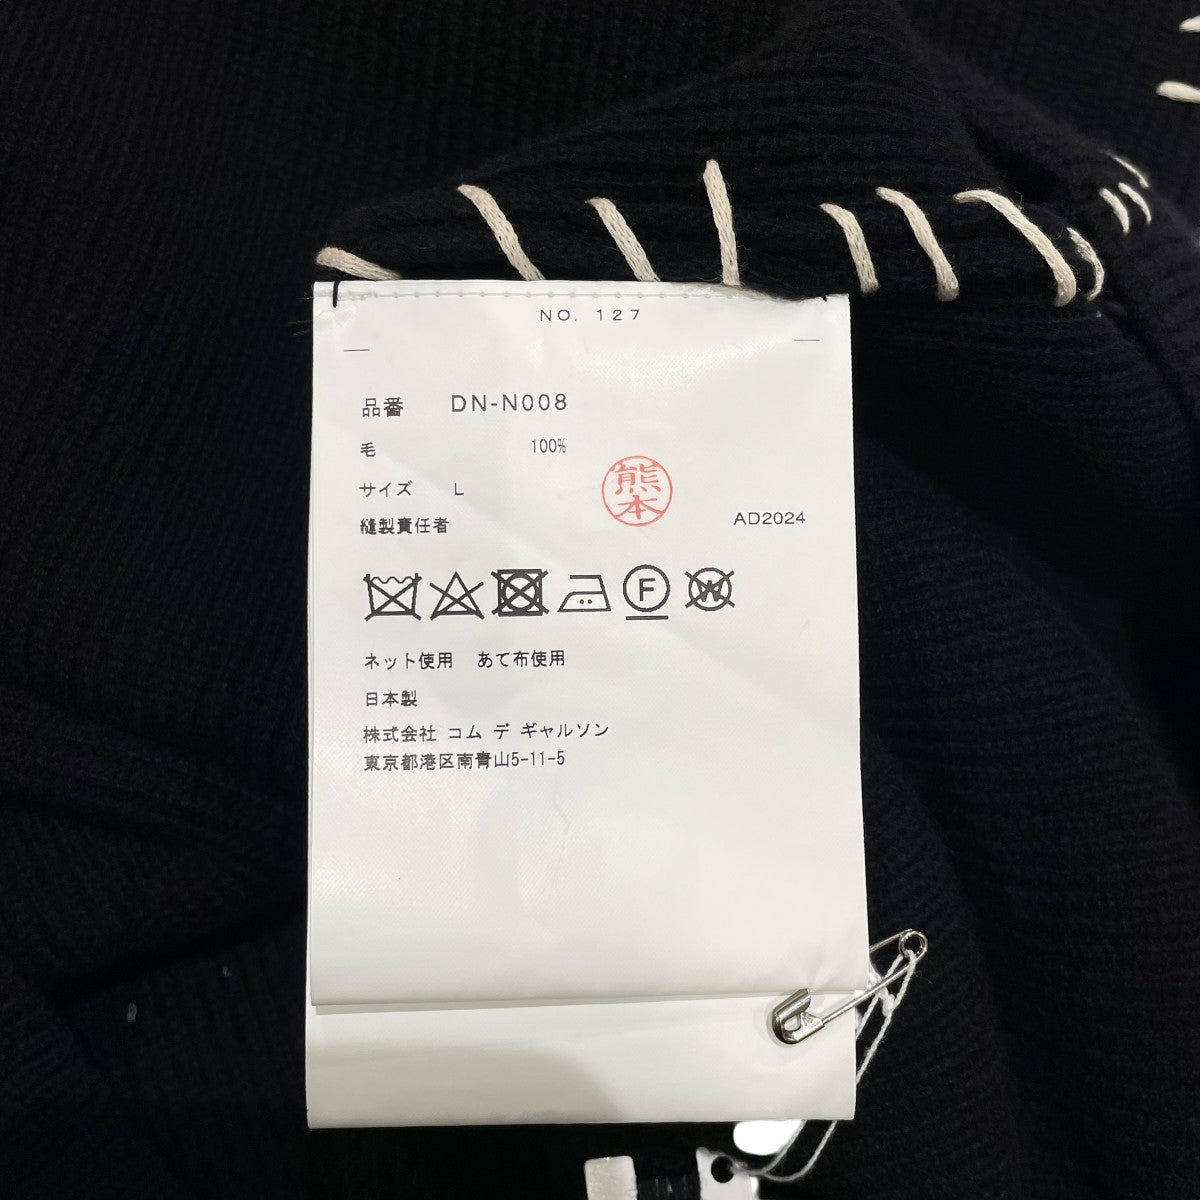 NO. 127
品番 DN-N008
毛 100%
サイズ L
熊本
縫製責任者
AD2024
F
W
ネット使用 あて布使用
日本製
株式会社 コム デ ギャルソン
東京都港区南青山5-11-5